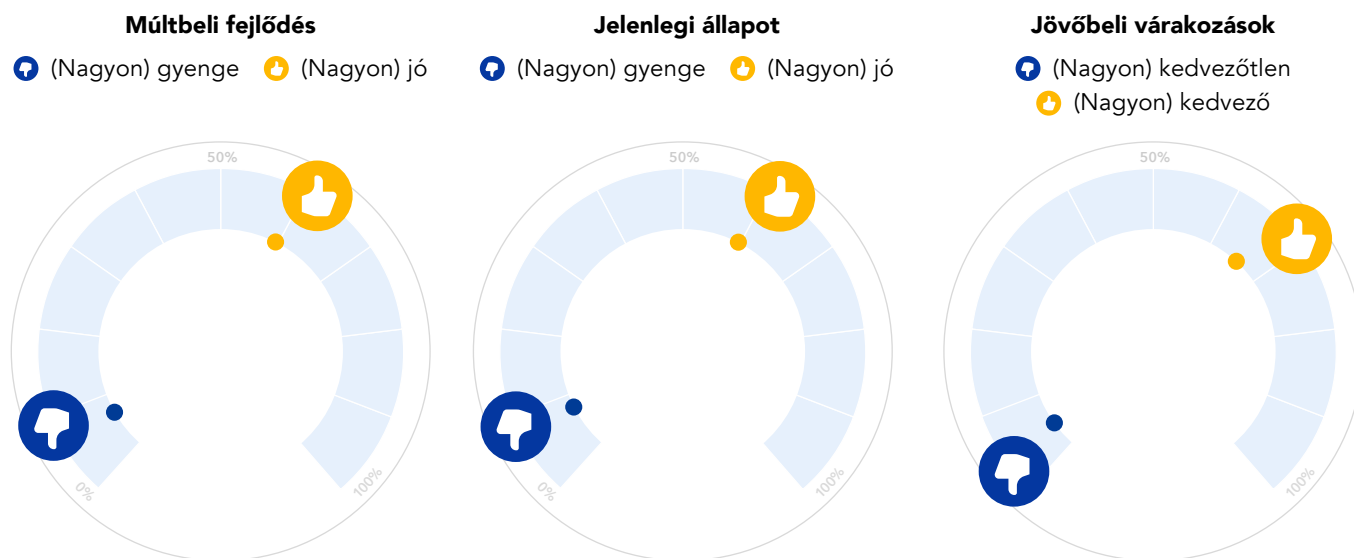 Múltbeli fejlődés
(Nagyon) gyenge (Nagyon) jó
50%
0%
100%
Jelenlegi állapot
(Nagyon) gyenge (Nagyon) jó
50%
0%
100%
Jövőbeli várakozások
(Nagyon) kedvezőtlen
(Nagyon) kedvező
50%
100%